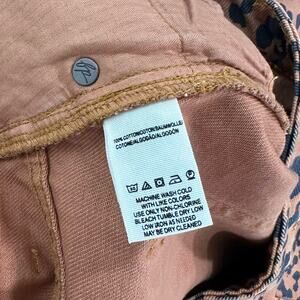 100% COTTON/COTON/BAUMWOLLE/
COTONE/ALGODÃO/ALGODÓN
MACHINE WASH COLD
WITH LIKE COLORS
USE ONLY NON-CHLORINE
BLEACH TUMBLE DRY LOW
LOW IRON AS NEEDED
MAY BE DRY CLEANED